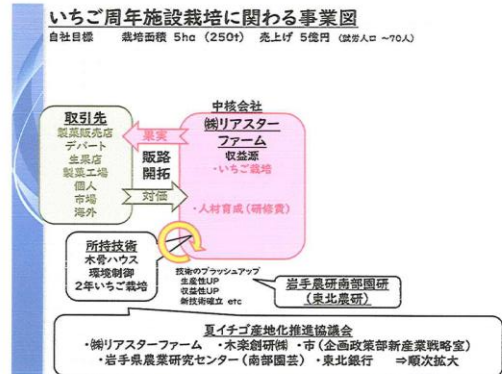 いちご周年施設栽培に関わる事業図
自社目標 栽培面積 5ha (250t) 売上げ 5億円 (就労人口 ~70人)
取引先
製菓販売店
デパート
生果店
製菓工場
個人
市場
海外
果実
販路
開拓
対価
中核会社
㈱リアスター
ファーム
収益源
・いちご栽培
・人材育成(研修費)
所持技術
木骨ハウス
環境制御
2年いちご栽培
技術のブラッシュアップ
生産性UP
収益性UP
新技術確立 etc
岩手農研南部園研
(東北農研)
夏イチゴ産地化推進協議会
・㈱リアスターファーム ・木楽創研㈱ ・市(企画政策部新産業戦略室)
・岩手県農業研究センター(南部園芸) ・東北銀行 ⇒順次拡大